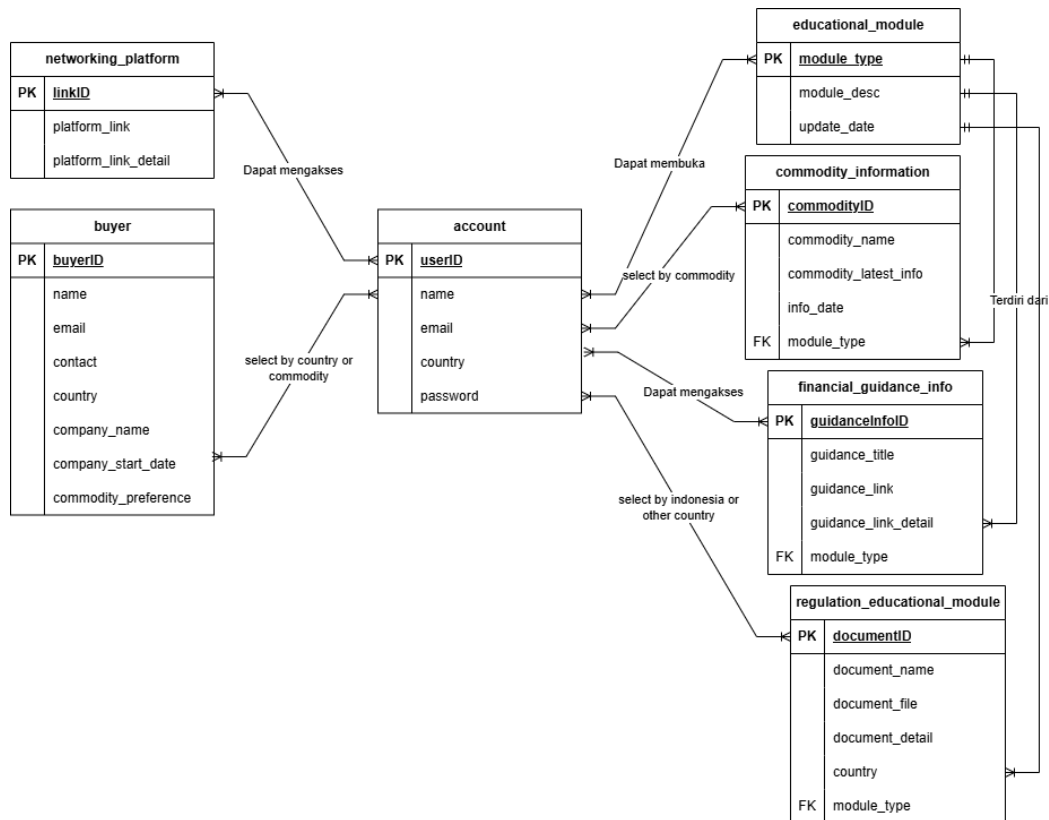 networking_platform
PK linkID
platform_link
platform_link_detail
Dapat mengakses
buyer
PK buyerID
name
email
contact
country
company_name
company_start_date
commodity_preference
select by country or
commodity
account
PK userID
name
email
country
password
Dapat membuka
select by commodity
Dapat mengakses
select by indonesia or
other country
educational_module
PK module_type
module_desc
update_date
commodity_information
PK commodityID
commodity_name
commodity_latest_info
info_date
FK module_type
Terdiri dari
financial_guidance_info
PK guidanceInfoID
guidance_title
guidance_link
guidance_link_detail
FK module_type
regulation_educational_module
PK documentID
document_name
document_file
document_detail
country
FK module_type